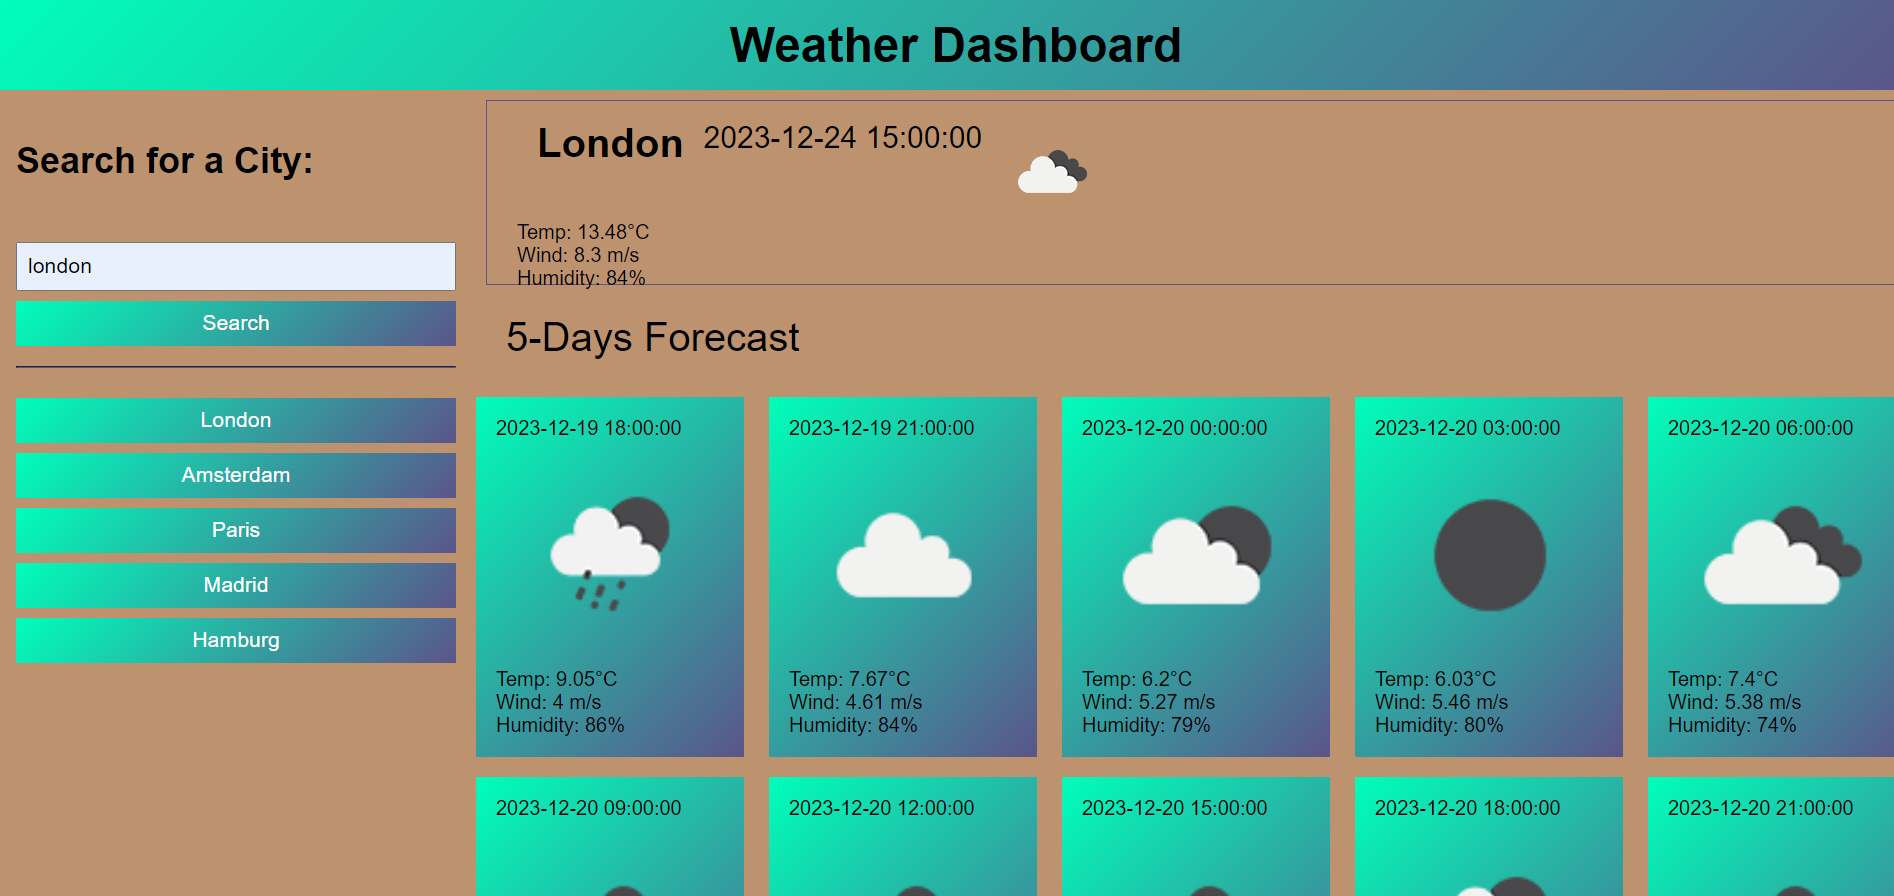 Weather Dashboard
Search for a City:
london
Search
London
Amsterdam
Paris
Madrid
Hamburg
London 2023-12-24 15:00:00
Temp: 13.48°C
Wind: 8.3 m/s
Humidity: 84%
5-Days Forecast
2023-12-19 18:00:00
Temp: 9.05°C
Wind: 4 m/s
Humidity: 86%
2023-12-19 21:00:00
Temp: 7.67°C
Wind: 4.61 m/s
Humidity: 84%
2023-12-20 00:00:00
Temp: 6.2°C
Wind: 5.27 m/s
Humidity: 79%
2023-12-20 03:00:00
Temp: 6.03°C
Wind: 5.46 m/s
Humidity: 80%
2023-12-20 06:00:00
Temp: 7.4°C
Wind: 5.38 m/s
Humidity: 74%
2023-12-20 09:00:00
2023-12-20 12:00:00
2023-12-20 15:00:00
2023-12-20 18:00:00
2023-12-20 21:00:00